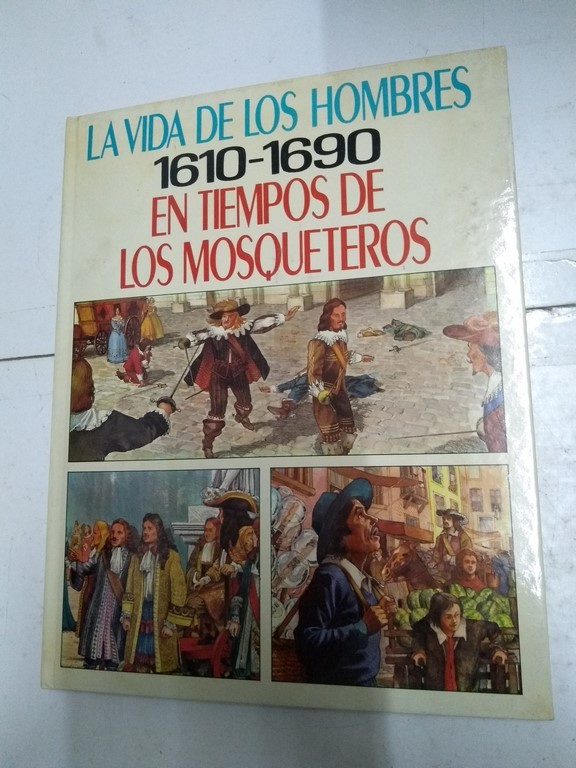 LA VIDA DE LOS HOMBRES
1610-1690
EN TIEMPOS DE
LOS MOSQUETEROS